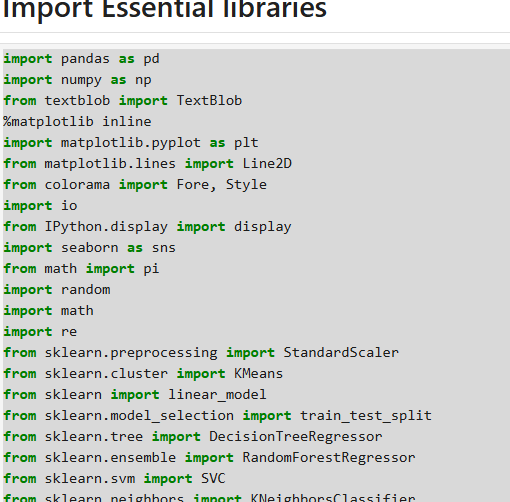 Import Essential libraries
import pandas as pd
import numpy as np
from textblob import TextBlob
%matplotlib inline
import matplotlib.pyplot as plt
from matplotlib.lines import Line2D
from colorama import Fore, Style
import io
from IPython.display import display
import seaborn as sns
from math import pi
import random
import math
import re
from sklearn.preprocessing import StandardScaler
from sklearn.cluster import KMeans
from sklearn import linear_model
from sklearn.model_selection import train_test_split
from sklearn.tree import DecisionTreeRegressor
from sklearn.ensemble import RandomForestRegressor
from sklearn.svm import SVC
from sklearn.neighbors import KNeighborsClassifier